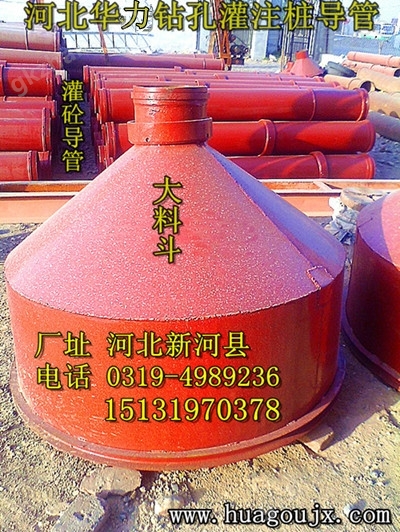 河北华力钻孔灌注桩导管
灌砼导管
大料斗
厂址 河北新河县
电话 0319-4989236
15131970378
www.huagoujx.com